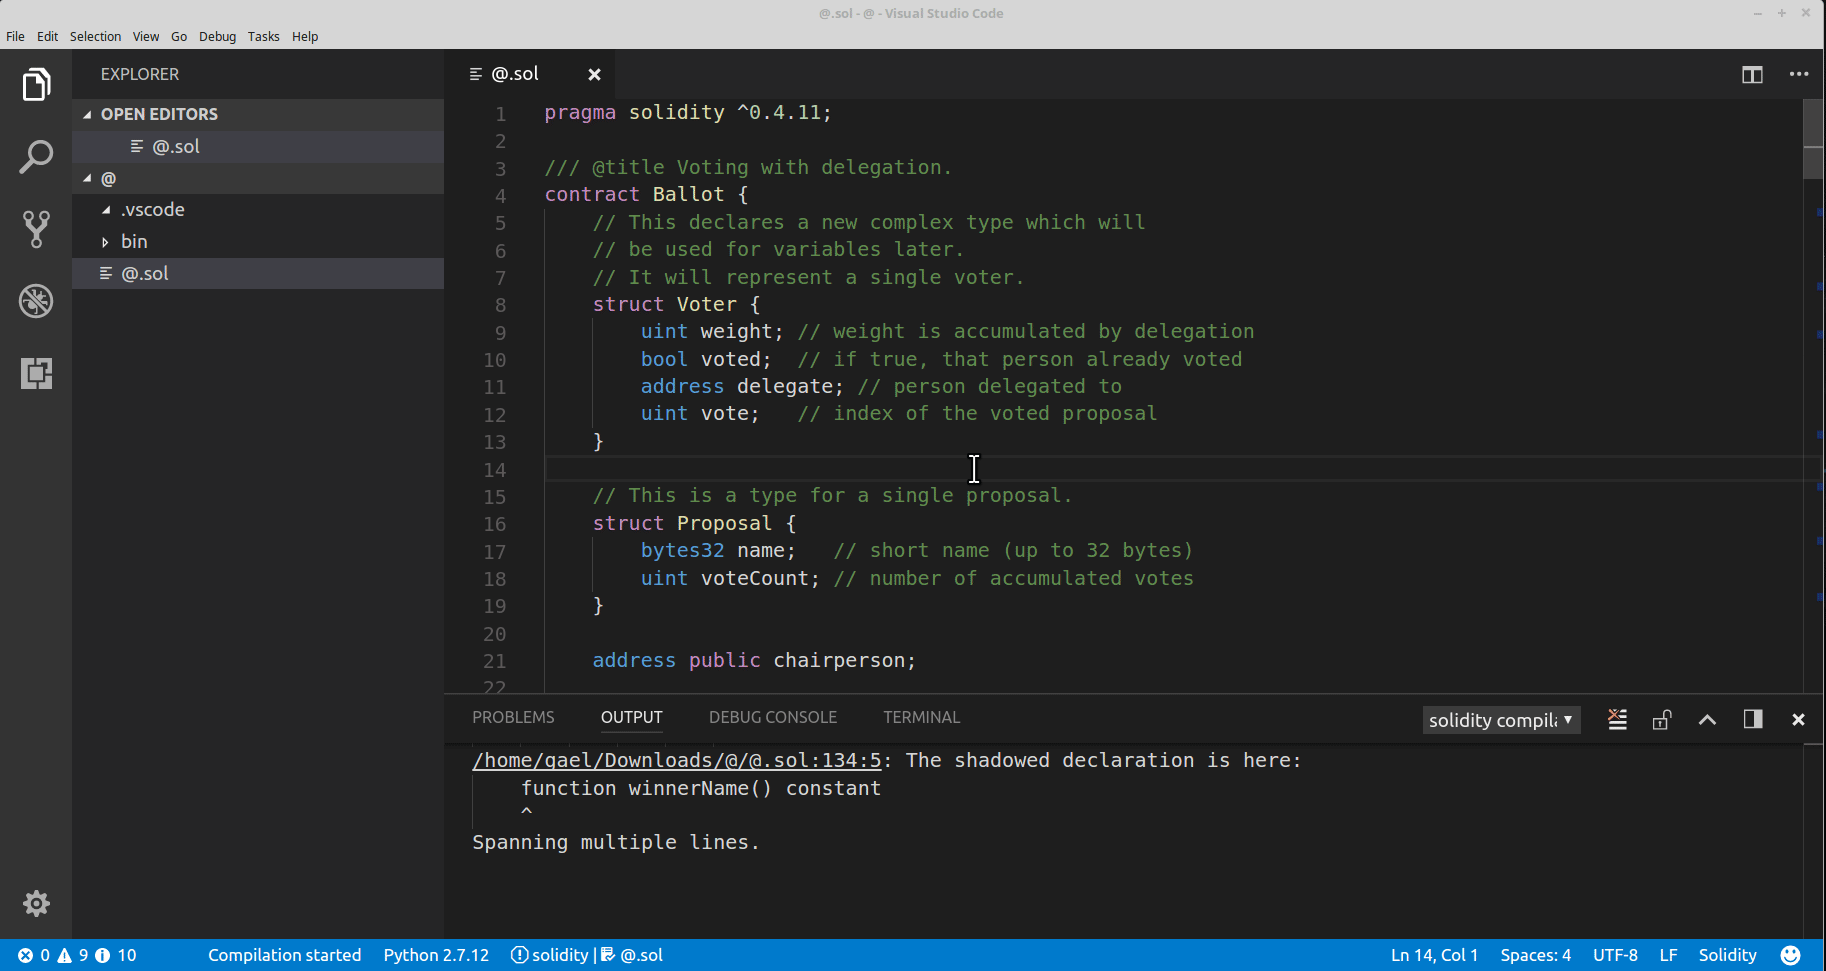 @.sol - @ - Visual Studio Code
File Edit Selection View Go Debug Tasks Help
EXPLORER
OPEN EDITORS
@.sol
@
.vscode
bin
@.sol
@.sol
1 pragma solidity ^0.4.11;
2
3 /// @title Voting with delegation.
4 contract Ballot {
5 // This declares a new complex type which will
6 // be used for variables later.
7 // It will represent a single voter.
8 struct Voter {
9 uint weight; // weight is accumulated by delegation
10 bool voted;  // if true, that person already voted
11 address delegate; // person delegated to
12 uint vote;   // index of the voted proposal
13 }
14
15 // This is a type for a single proposal.
16 struct Proposal {
17 bytes32 name;   // short name (up to 32 bytes)
18 uint voteCount; // number of accumulated votes
19 }
20
21 address public chairperson;
22
PROBLEMS OUTPUT DEBUG CONSOLE TERMINAL
solidity compil
/home/gael/Downloads/@/@.sol:134:5: The shadowed declaration is here:
function winnerName() constant
^
Spanning multiple lines.
0 9 10 Compilation started Python 2.7.12 solidity | @.sol Ln 14, Col 1 Spaces: 4 UTF-8 LF Solidity